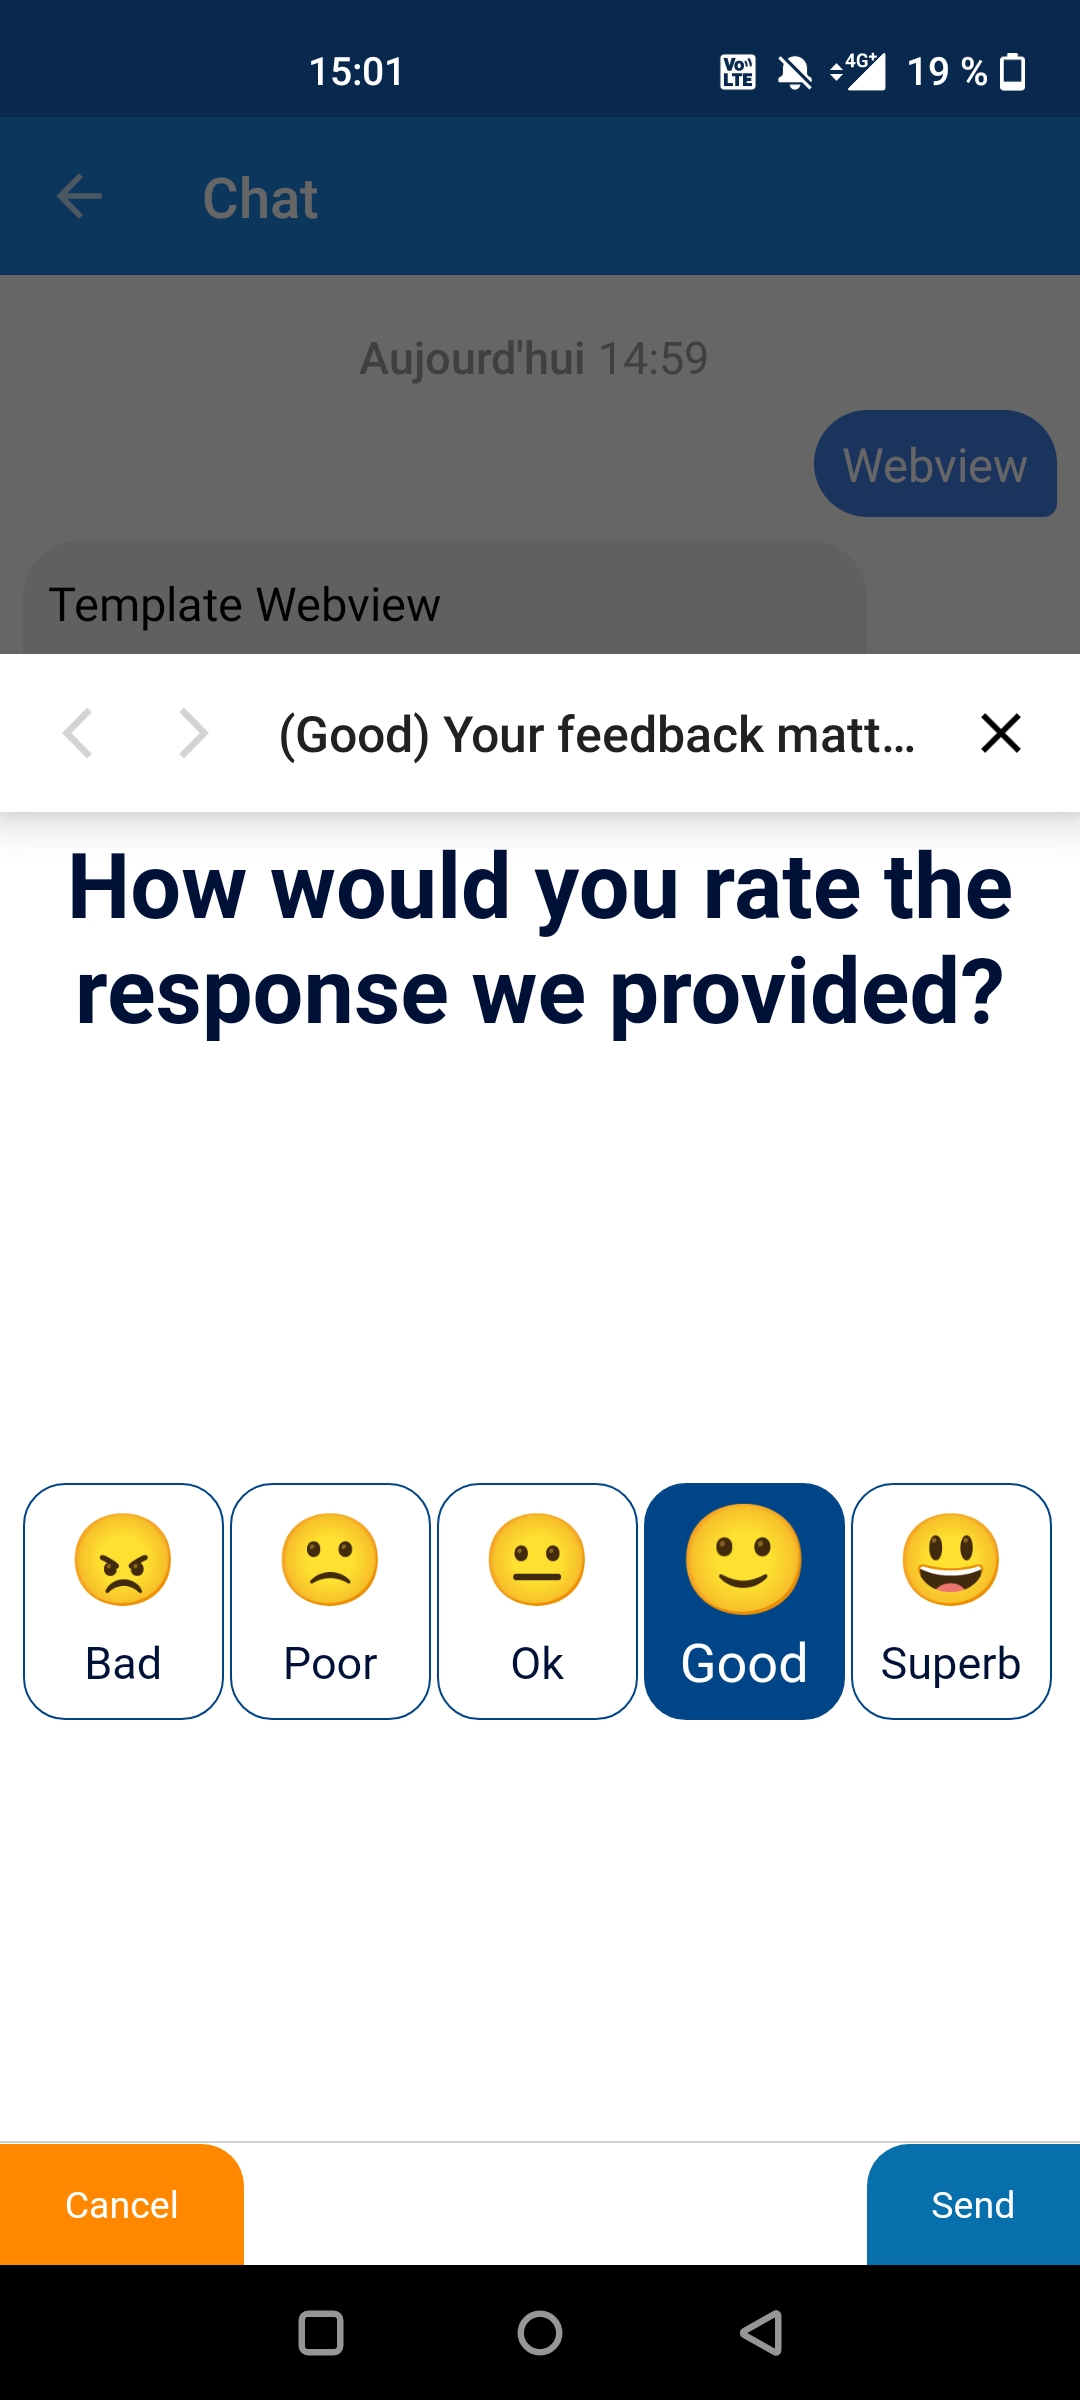 15:01
Vo LTE
4G+
19 %
Chat
Aujourd'hui 14:59
Webview
Template Webview
(Good) Your feedback matt...
How would you rate the
response we provided?
Bad
Poor
Ok
Good
Superb
Cancel
Send